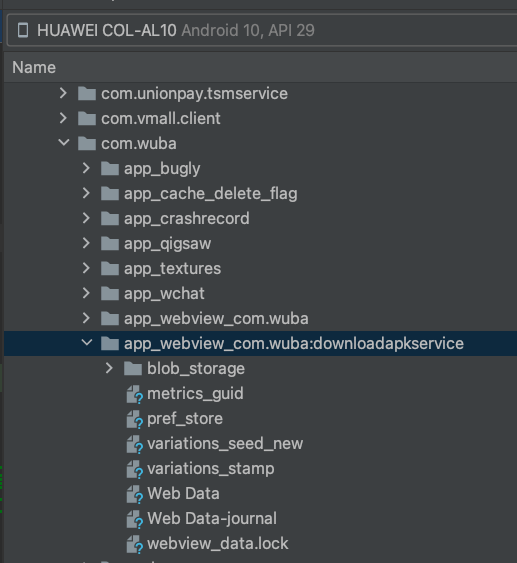 HUAWEI COL-AL10 Android 10, API 29
Name
com.unionpay.tsmservice
com.vmall.client
com.wuba
app_bugly
app_cache_delete_flag
app_crashrecord
app_qigsaw
app_textures
app_wchat
app_webview_com.wuba
app_webview_com.wuba:downloadapkservice
blob_storage
metrics_guid
pref_store
variations_seed_new
variations_stamp
Web Data
Web Data-journal
webview_data.lock